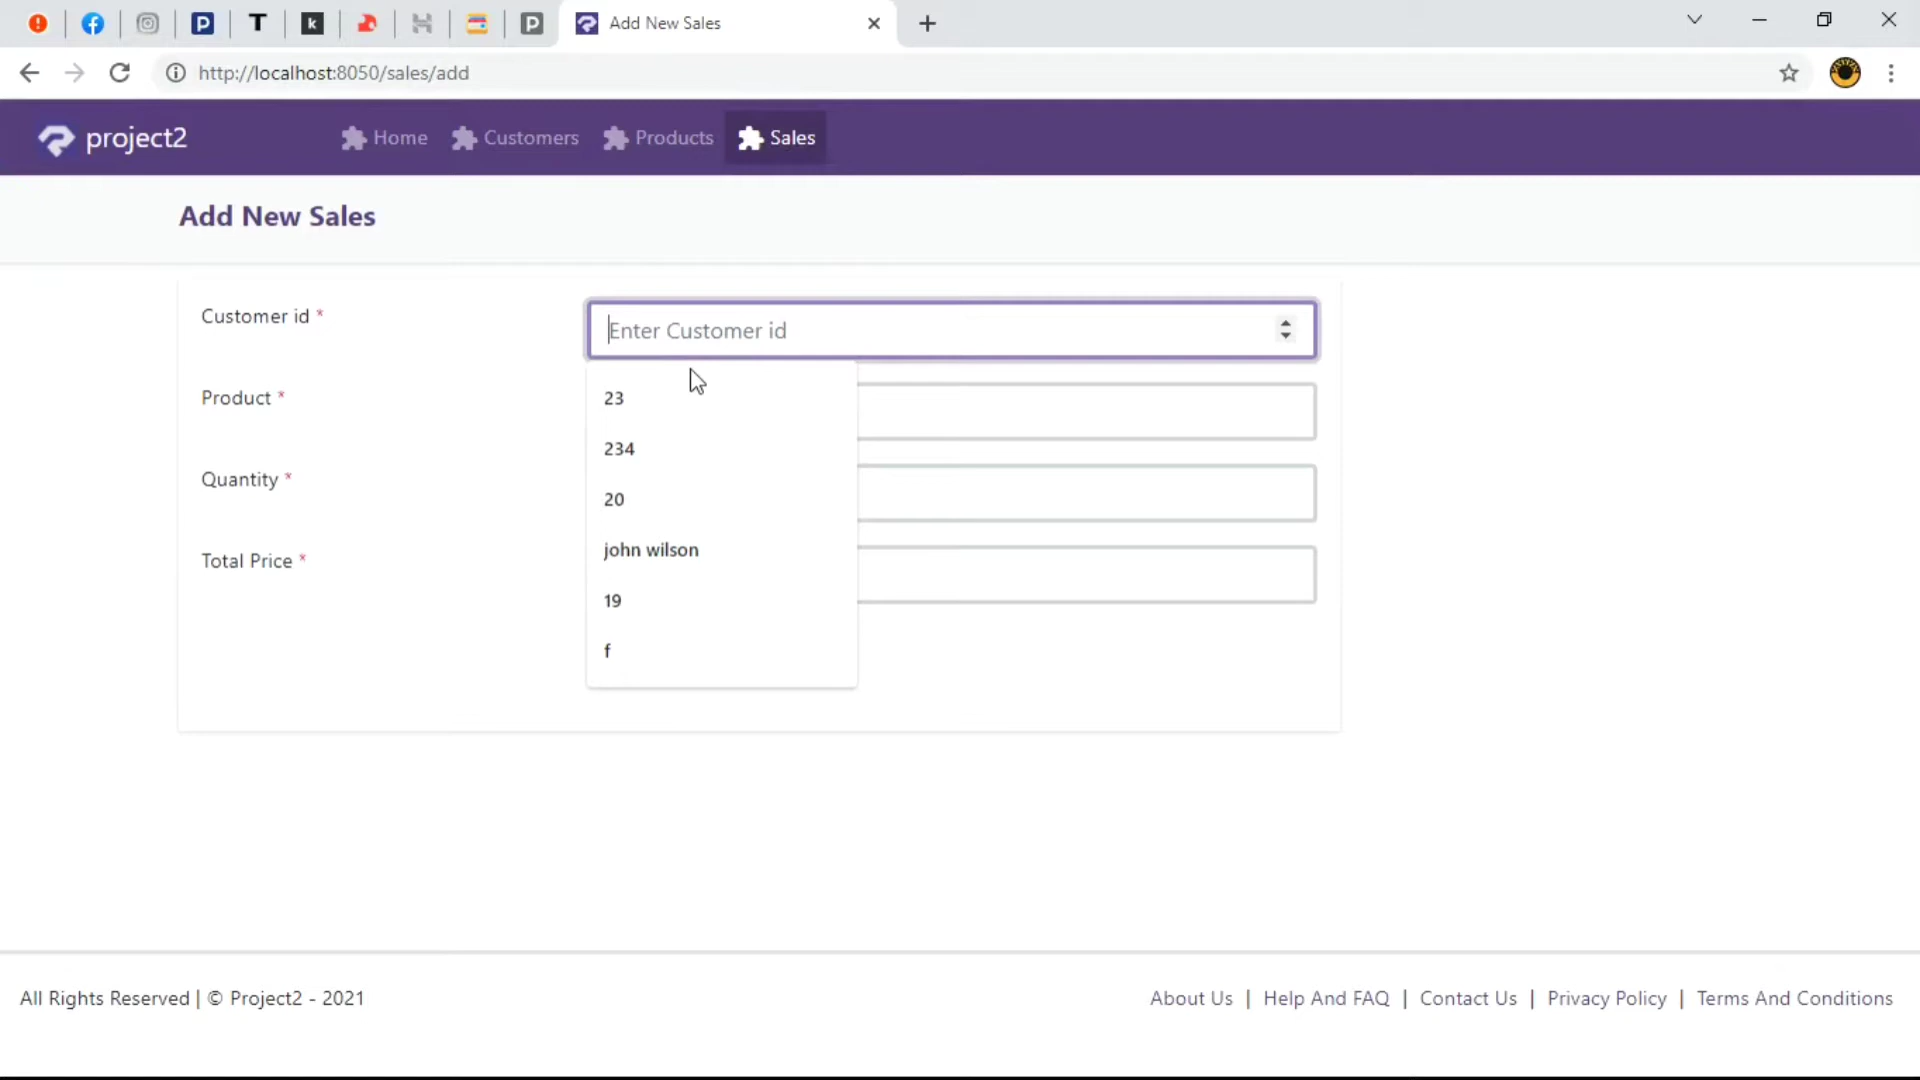 Add New Sales
http://localhost:8050/sales/add
project2
Home
Customers
Products
Sales
Add New Sales
Customer id *
Enter Customer id
23
234
20
john wilson
19
f
Product *
Quantity *
Total Price *
All Rights Reserved | © Project2 - 2021
About Us | Help And FAQ | Contact Us | Privacy Policy | Terms And Conditions